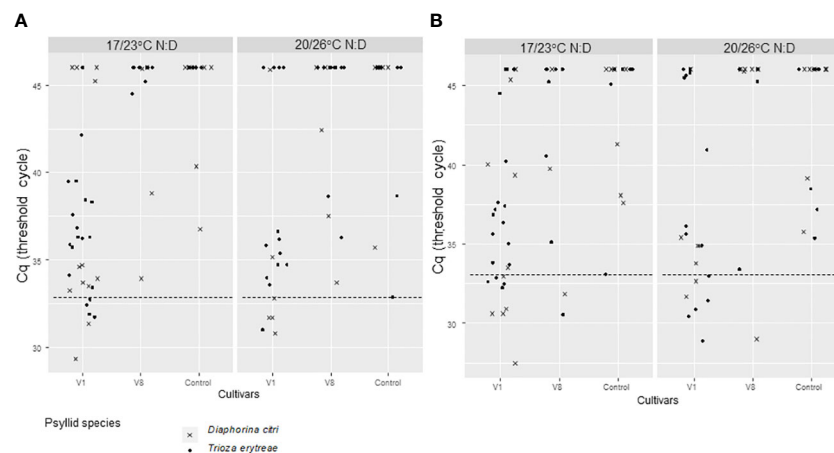 A
17/23°C N:D
20/26°C N:D
Cq (threshold cycle)
45
40
35
30
V1
V8
Control
V1
V8
Control
Cultivars
B
17/23°C N:D
20/26°C N:D
Cq (threshold cycle)
45
40
35
30
V1
V8
Control
V1
V8
Control
Cultivars
Psyllid species
Diaphorina citri
Trioza erytreae